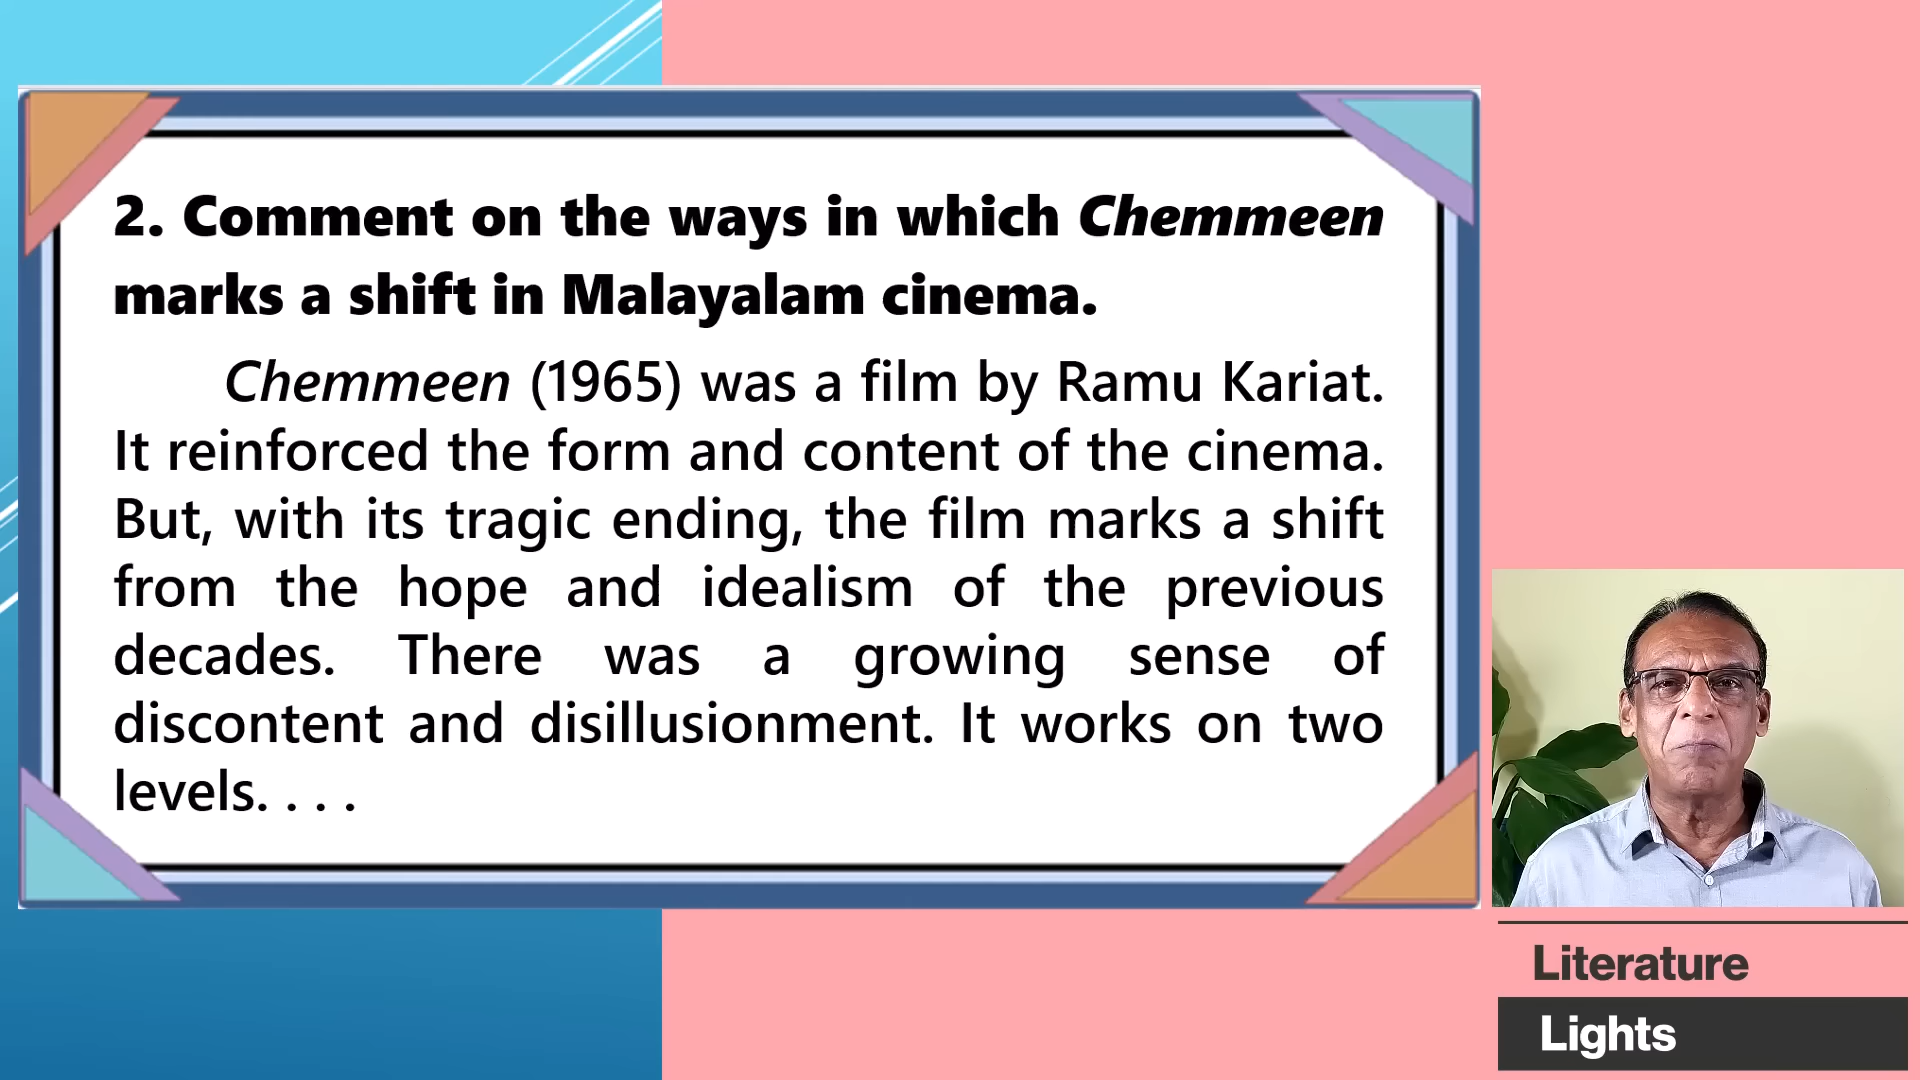 2. Comment on the ways in which Chemmeen
marks a shift in Malayalam cinema.
Chemmeen (1965) was a film by Ramu Kariat.
It reinforced the form and content of the cinema.
But, with its tragic ending, the film marks a shift
from the hope and idealism of the previous
decades. There was a growing sense of
discontent and disillusionment. It works on two
levels. . . .
Literature
Lights